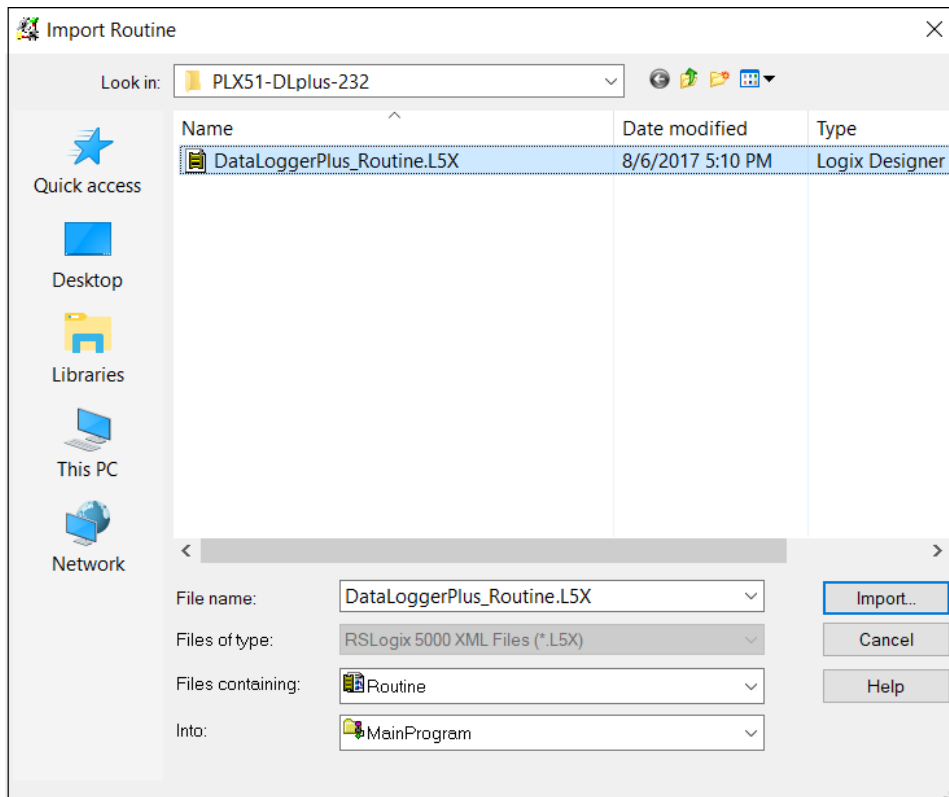 Import Routine
Look in: PLX51-DLplus-232
Name Date modified Type
DataLoggerPlus_Routine.L5X 8/6/2017 5:10 PM Logix Designer
Quick access
Desktop
Libraries
This PC
Network
File name: DataLoggerPlus_Routine.L5X Import...
Files of type: RSLogix 5000 XML Files (*.L5X) Cancel
Files containing: Routine Help
Into: MainProgram